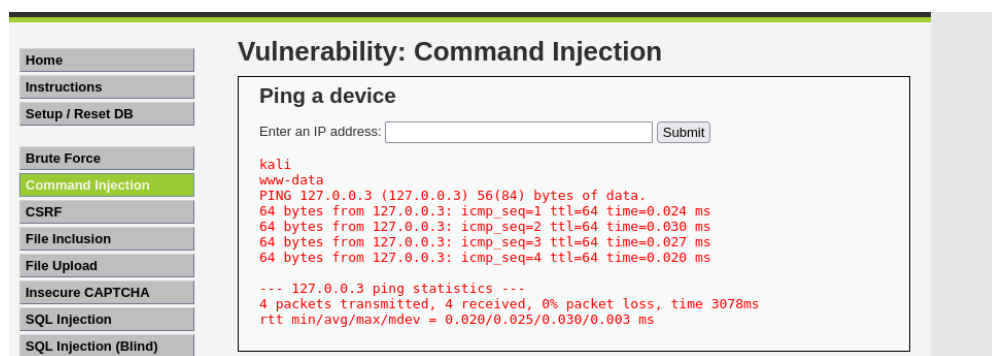 Home
Instructions
Setup / Reset DB
Brute Force
Command Injection
CSRF
File Inclusion
File Upload
Insecure CAPTCHA
SQL Injection
SQL Injection (Blind)
Vulnerability: Command Injection
Ping a device
Enter an IP address: Submit
kali
www-data
PING 127.0.0.3 (127.0.0.3) 56(84) bytes of data.
64 bytes from 127.0.0.3: icmp_seq=1 ttl=64 time=0.024 ms
64 bytes from 127.0.0.3: icmp_seq=2 ttl=64 time=0.030 ms
64 bytes from 127.0.0.3: icmp_seq=3 ttl=64 time=0.027 ms
64 bytes from 127.0.0.3: icmp_seq=4 ttl=64 time=0.020 ms
--- 127.0.0.3 ping statistics ---
4 packets transmitted, 4 received, 0% packet loss, time 3078ms
rtt min/avg/max/mdev = 0.020/0.025/0.030/0.003 ms